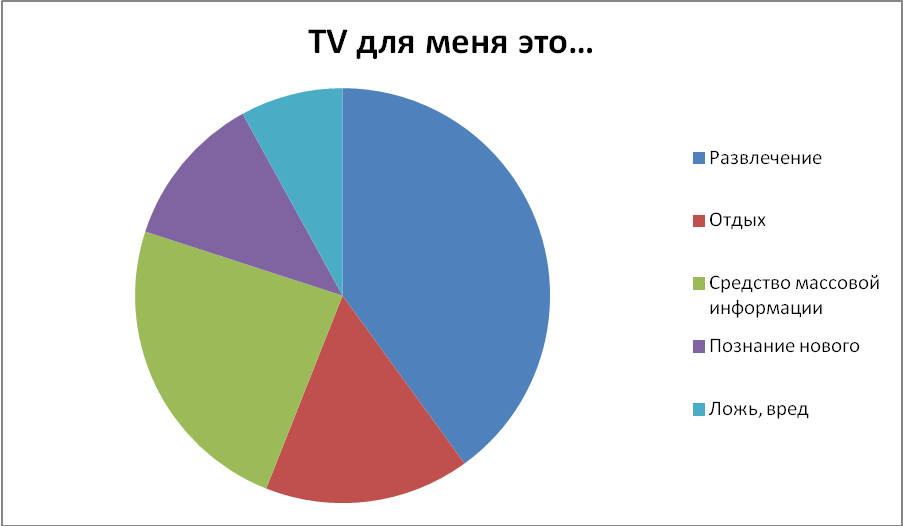 TV для меня это...
Развлечение
Отдых
Средство массовой
информации
Познание нового
Ложь, вред